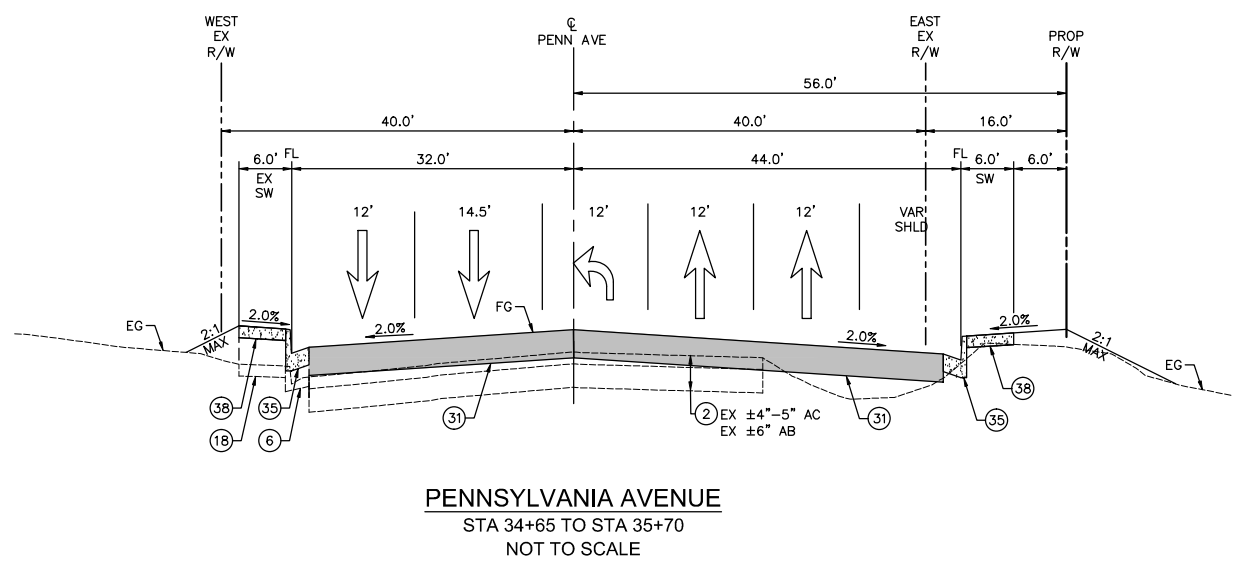 WEST
EX
R/W
℄
PENN AVE
EAST
EX
R/W
PROP
R/W
56.0'
40.0'
40.0'
16.0'
6.0'
EX
SW
FL
32.0'
44.0'
FL
6.0'
SW
6.0'
12'
14.5'
12'
12'
12'
VAR
SHLD
EG
2:1
MAX
2.0%
2.0%
FG
2.0%
2.0%
2:1
MAX
EG
38
18
35
6
31
2 EX ±4"-5" AC
EX ±6" AB
31
35
38
PENNSYLVANIA AVENUE
STA 34+65 TO STA 35+70
NOT TO SCALE